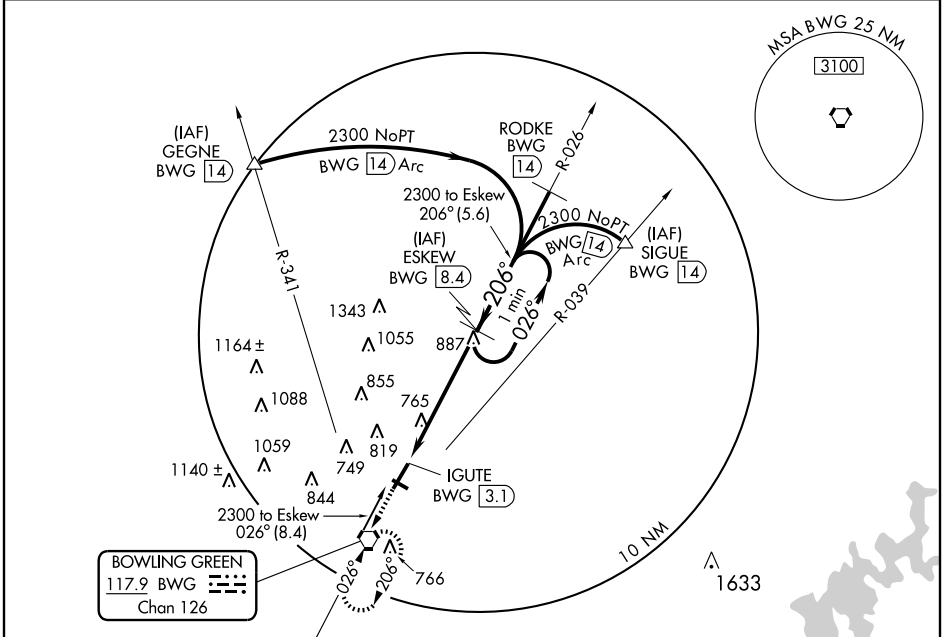 MSA BWG 25 NM
3100
(IAF)
GEGNE
BWG 14
2300 NoPT
BWG 14 Arc
RODKE
BWG
14
R-026
2300 to Eskew
206° (5.6)
2300 NoPT
BWG 14
Arc
(IAF)
SIGUE
BWG 14
(IAF)
ESKEW
BWG 8.4
R-341
206°
1 min
026°
R-039
1343
1055
887
1164 ±
855
1088
765
819
1059
749
1140 ±
844
IGUTE
BWG 3.1
2300 to Eskew
026° (8.4)
10 NM
BOWLING GREEN
117.9 BWG
Chan 126
026°
206°
766
1633